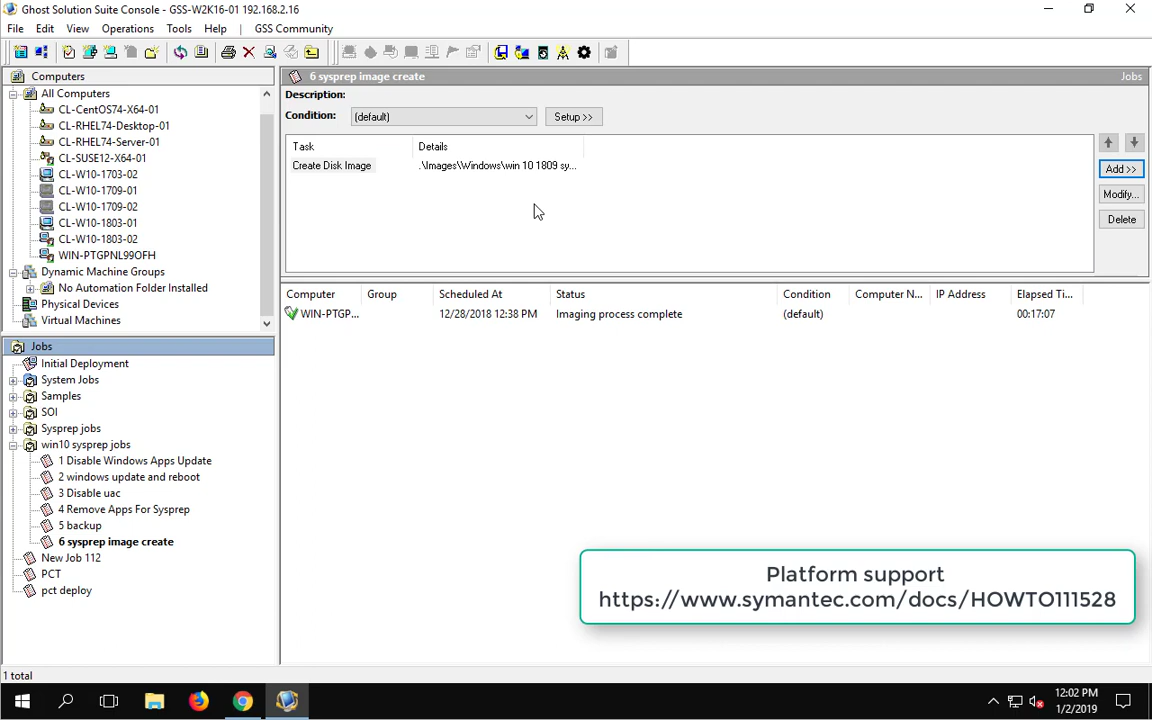 Ghost Solution Suite Console - GSS-W2K16-01 192.168.2.16
File Edit View Operations Tools Help GSS Community
Computers
All Computers
CL-CentOS74-X64-01
CL-RHEL74-Desktop-01
CL-RHEL74-Server-01
CL-SUSE12-X64-01
CL-W10-1703-02
CL-W10-1709-01
CL-W10-1709-02
CL-W10-1803-01
CL-W10-1803-02
WIN-PTGPNL99OFH
Dynamic Machine Groups
No Automation Folder Installed
Physical Devices
Virtual Machines
Jobs
Initial Deployment
System Jobs
Samples
SOI
Sysprep jobs
win10 sysprep jobs
1 Disable Windows Apps Update
2 windows update and reboot
3 Disable uac
4 Remove Apps For Sysprep
5 backup
6 sysprep image create
New Job 112
PCT
pct deploy
6 sysprep image create Jobs
Description:
Condition: (default) Setup >>
Task Details
Create Disk Image .\Images\Windows\win 10 1809 sy...
Add >>
Modify...
Delete
Computer Group Scheduled At Status Condition Computer N... IP Address Elapsed Ti...
WIN-PTGP... 12/28/2018 12:38 PM Imaging process complete (default) 00:17:07
Platform support
https://www.symantec.com/docs/HOWTO111528
1 total
12:02 PM
1/2/2019